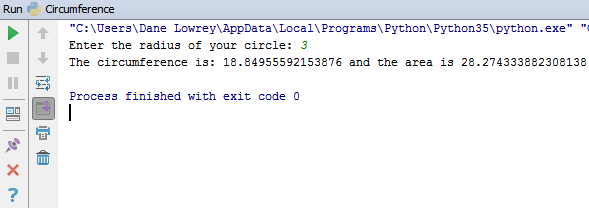 Run Circumference
"C:\Users\Dane Lowrey\AppData\Local\Programs\Python\Python35\python.exe" "
Enter the radius of your circle: 3
The circumference is: 18.84955592153876 and the area is 28.274333882308138
Process finished with exit code 0